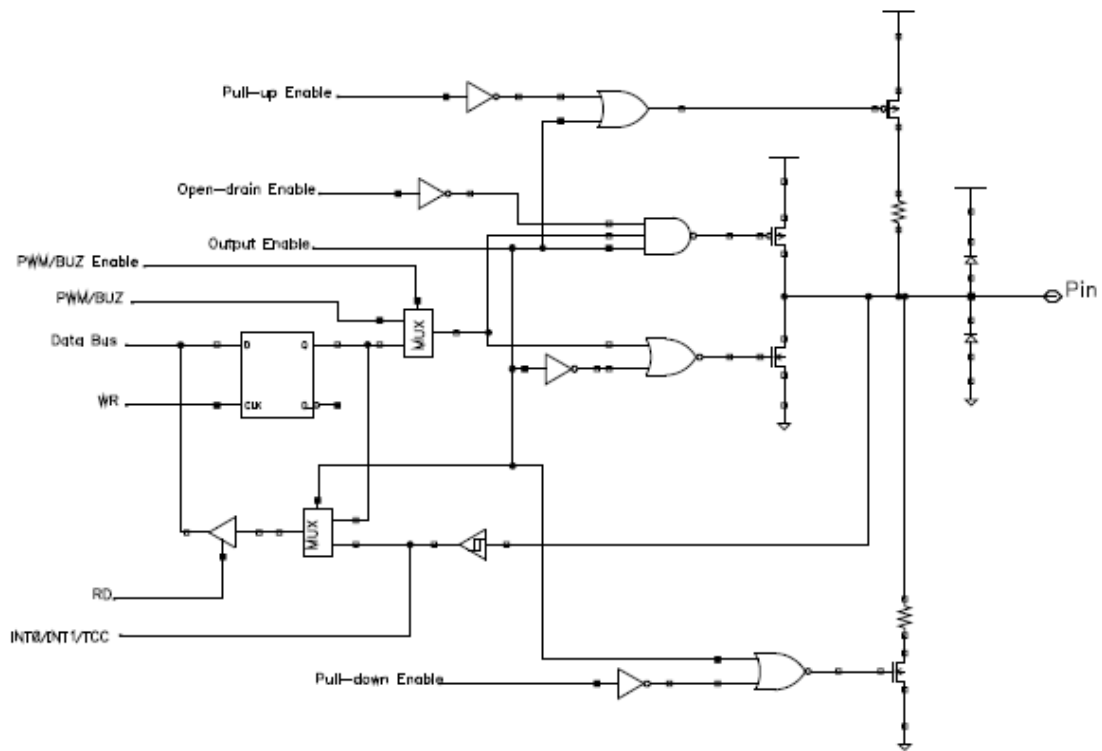 Pull-up Enable
Open-drain Enable
Output Enable
PWM/BUZ Enable
PWM/BUZ
Pin
MUX
Data Bus
D
Q
WR
CLK
Q
MUX
RD
INT0/INT1/TCC
Pull-down Enable